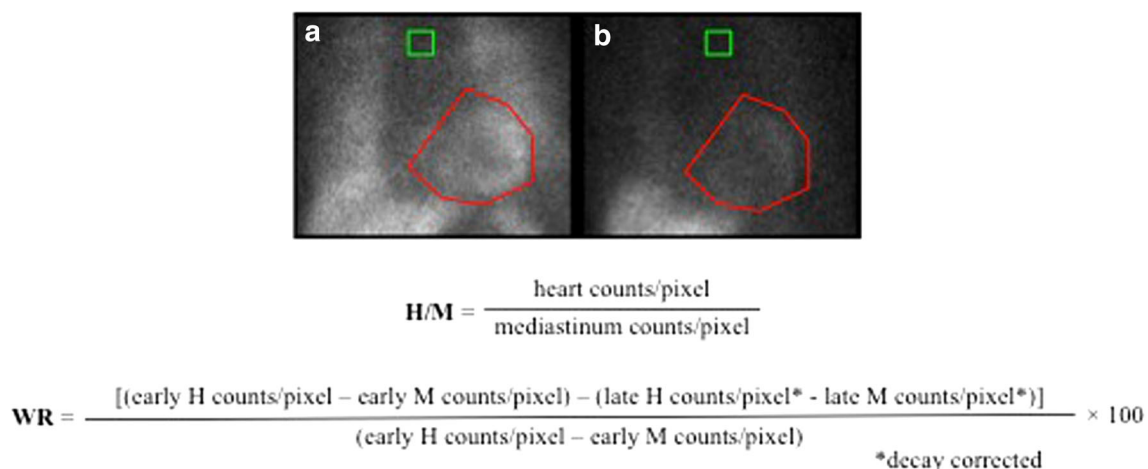 a b
H/M = heart counts/pixel
mediastinum counts/pixel
WR = [(early H counts/pixel – early M counts/pixel) – (late H counts/pixel* - late M counts/pixel*)] × 100
(early H counts/pixel – early M counts/pixel)
*decay corrected